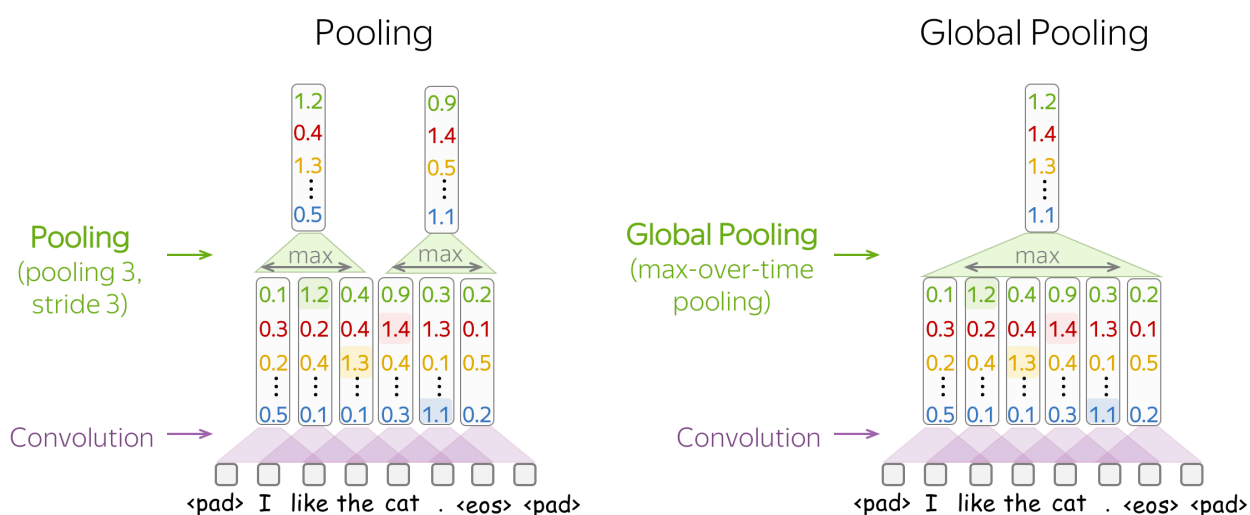 Pooling
1.2 0.9
0.4 1.4
1.3 0.5
0.5 1.1
Pooling
(pooling 3,
stride 3)
max max
0.1 1.2 0.4 0.9 0.3 0.2
0.3 0.2 0.4 1.4 1.3 0.1
0.2 0.4 1.3 0.4 0.1 0.5
0.5 0.1 0.1 0.3 1.1 0.2
Convolution
<pad> I like the cat . <eos> <pad>
Global Pooling
1.2
1.4
1.3
1.1
Global Pooling
(max-over-time
pooling)
max
0.1 1.2 0.4 0.9 0.3 0.2
0.3 0.2 0.4 1.4 1.3 0.1
0.2 0.4 1.3 0.4 0.1 0.5
0.5 0.1 0.1 0.3 1.1 0.2
Convolution
<pad> I like the cat . <eos> <pad>